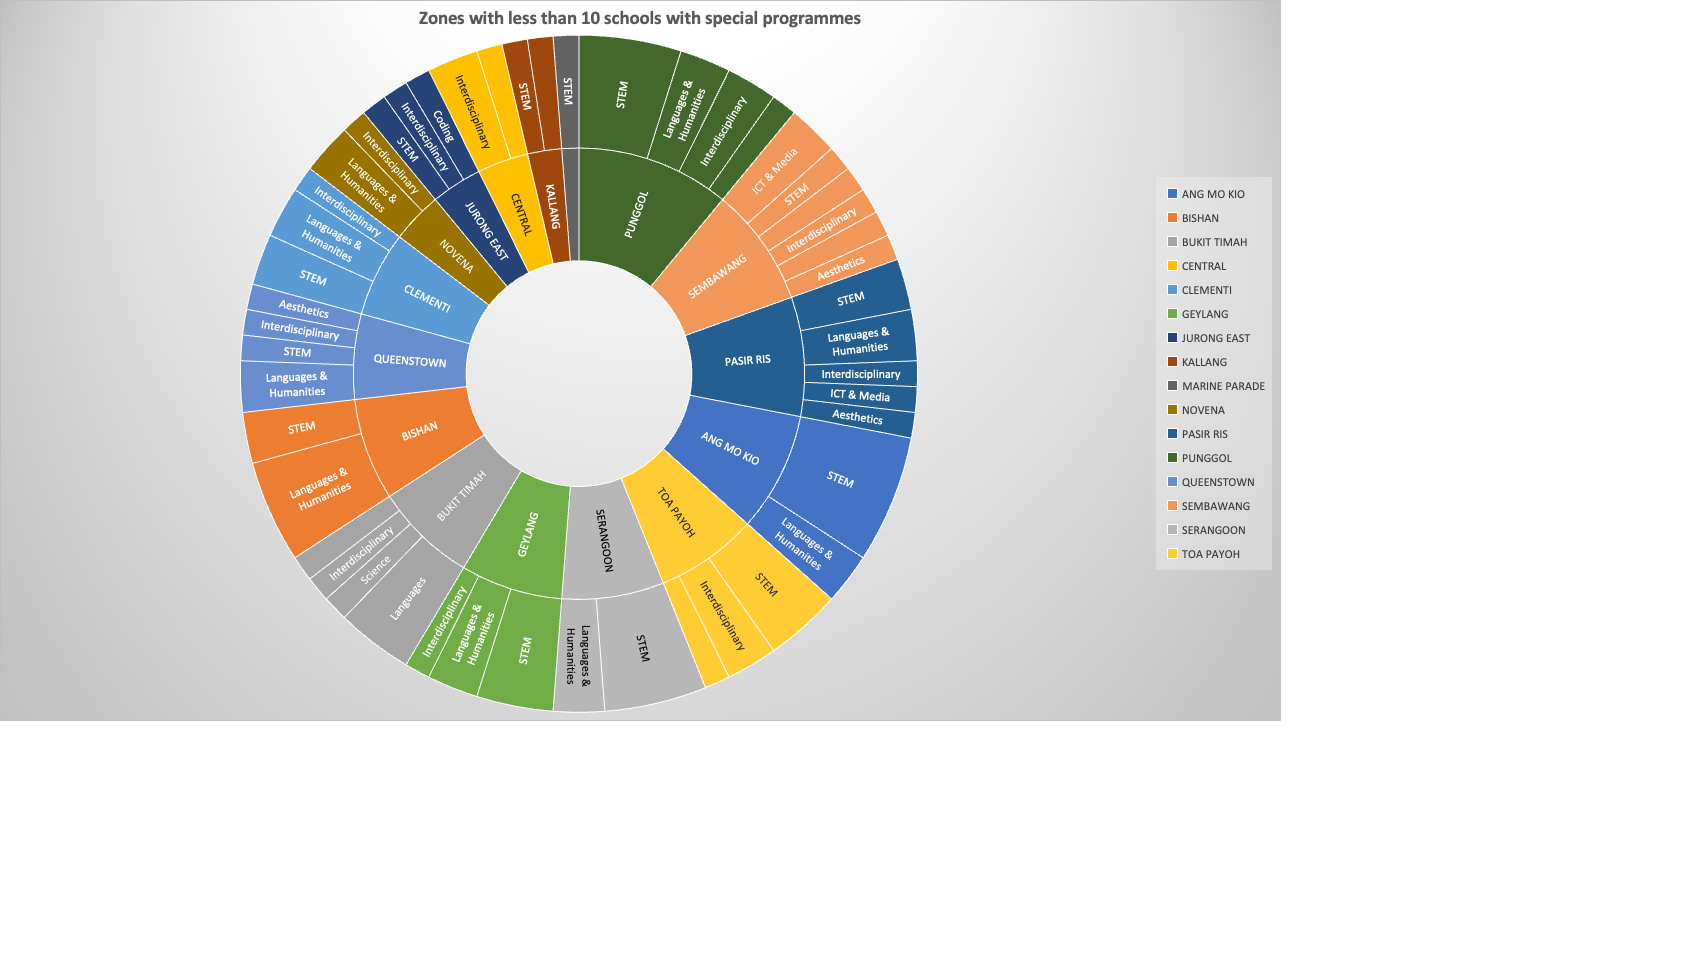 Zones with less than 10 schools with special programmes
PUNGGOL
STEM
Languages &
Humanities
Interdisciplinary
SEMBAWANG
ICT & Media
STEM
Interdisciplinary
Aesthetics
PASIR RIS
STEM
Languages &
Humanities
Interdisciplinary
ICT & Media
Aesthetics
ANG MO KIO
STEM
Languages &
Humanities
TOA PAYOH
STEM
Interdisciplinary
SERANGOON
STEM
Languages &
Humanities
GEYLANG
STEM
Languages &
Humanities
Interdisciplinary
BUKIT TIMAH
Languages
Science
Interdisciplinary
BISHAN
Languages &
Humanities
STEM
QUEENSTOWN
Languages &
Humanities
STEM
Interdisciplinary
Aesthetics
CLEMENTI
STEM
Languages &
Humanities
Interdisciplinary
NOVENA
Languages &
Humanities
Interdisciplinary
JURONG EAST
STEM
Interdisciplinary
Coding
CENTRAL
Interdisciplinary
KALLANG
STEM
STEM
ANG MO KIO
BISHAN
BUKIT TIMAH
CENTRAL
CLEMENTI
GEYLANG
JURONG EAST
KALLANG
MARINE PARADE
NOVENA
PASIR RIS
PUNGGOL
QUEENSTOWN
SEMBAWANG
SERANGOON
TOA PAYOH